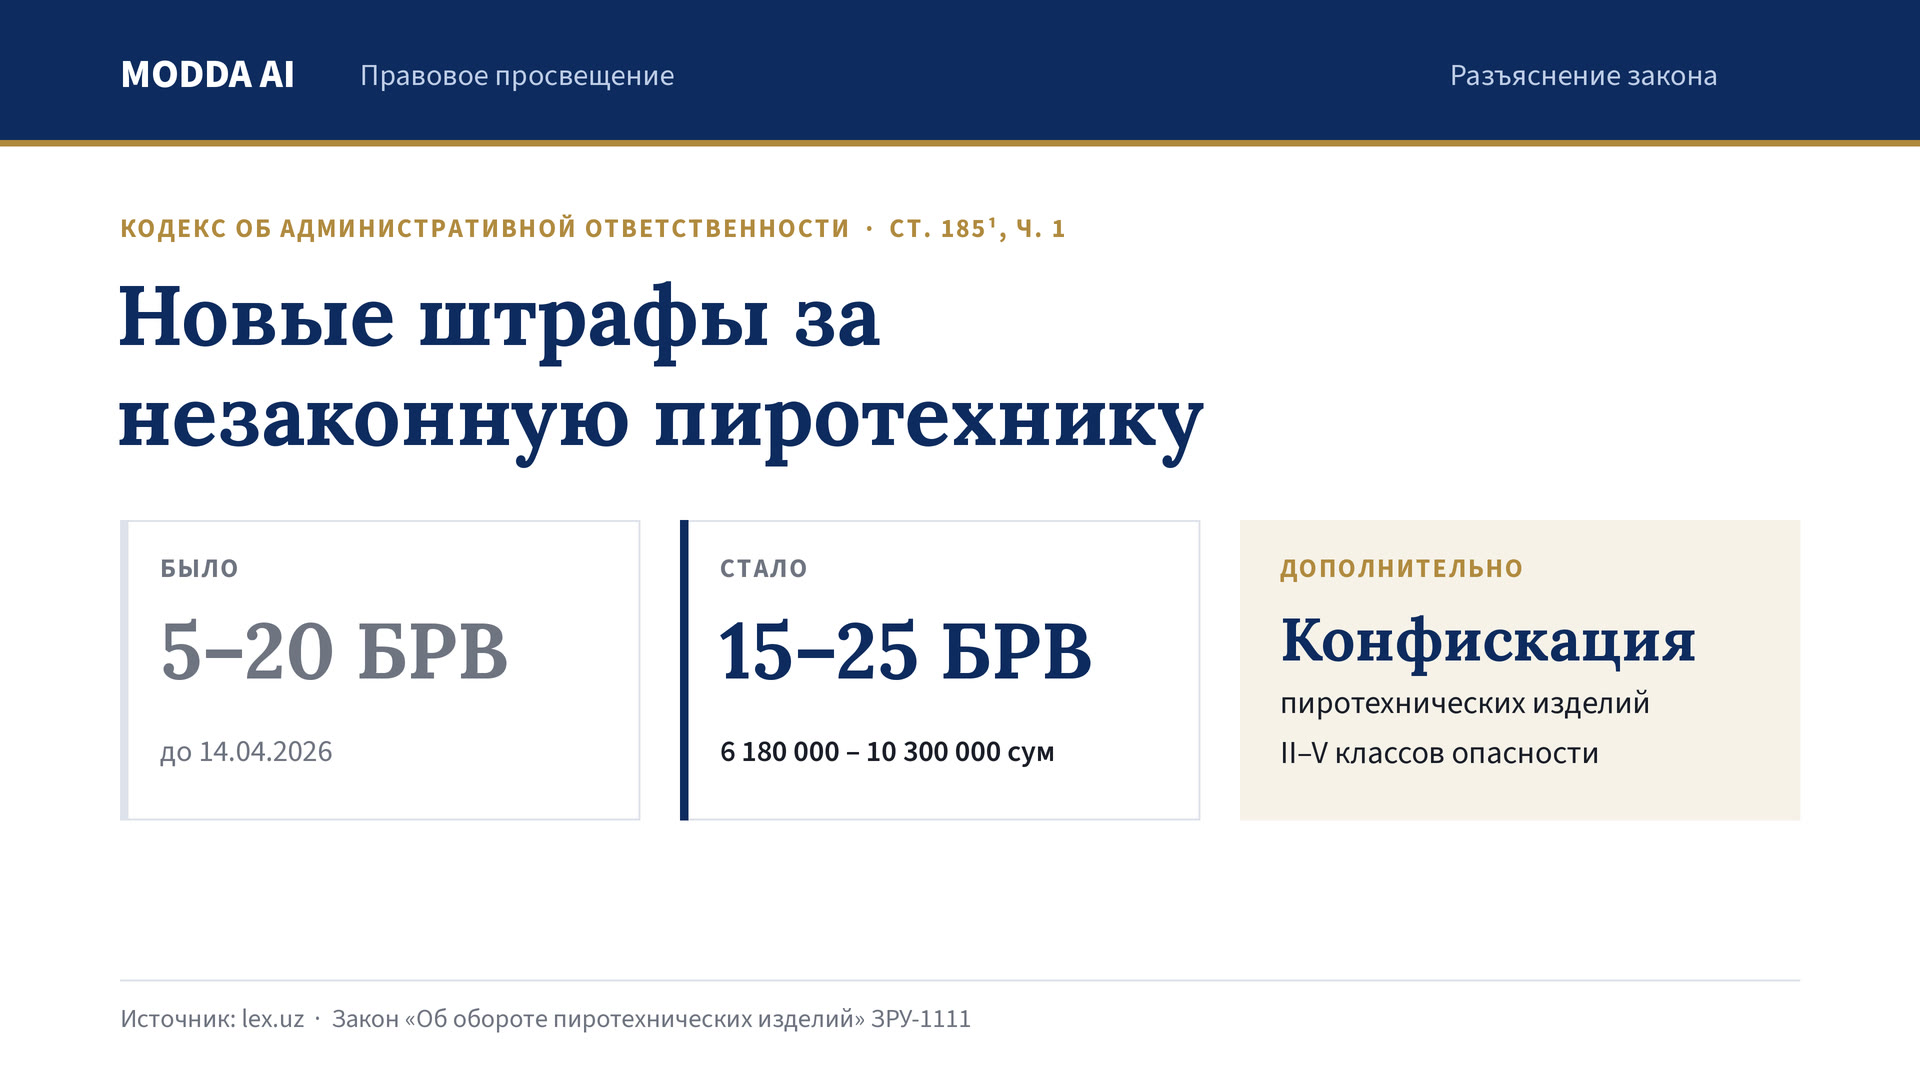 MODDA AI
Правовое просвещение
Разъяснение закона
КОДЕКС ОБ АДМИНИСТРАТИВНОЙ ОТВЕТСТВЕННОСТИ · СТ. 185¹, Ч. 1
Новые штрафы за
незаконную пиротехнику
БЫЛО
5–20 БРВ
до 14.04.2026
СТАЛО
15–25 БРВ
6 180 000 – 10 300 000 сум
ДОПОЛНИТЕЛЬНО
Конфискация
пиротехнических изделий
II–V классов опасности
Источник: lex.uz · Закон «Об обороте пиротехнических изделий» ЗРУ-1111